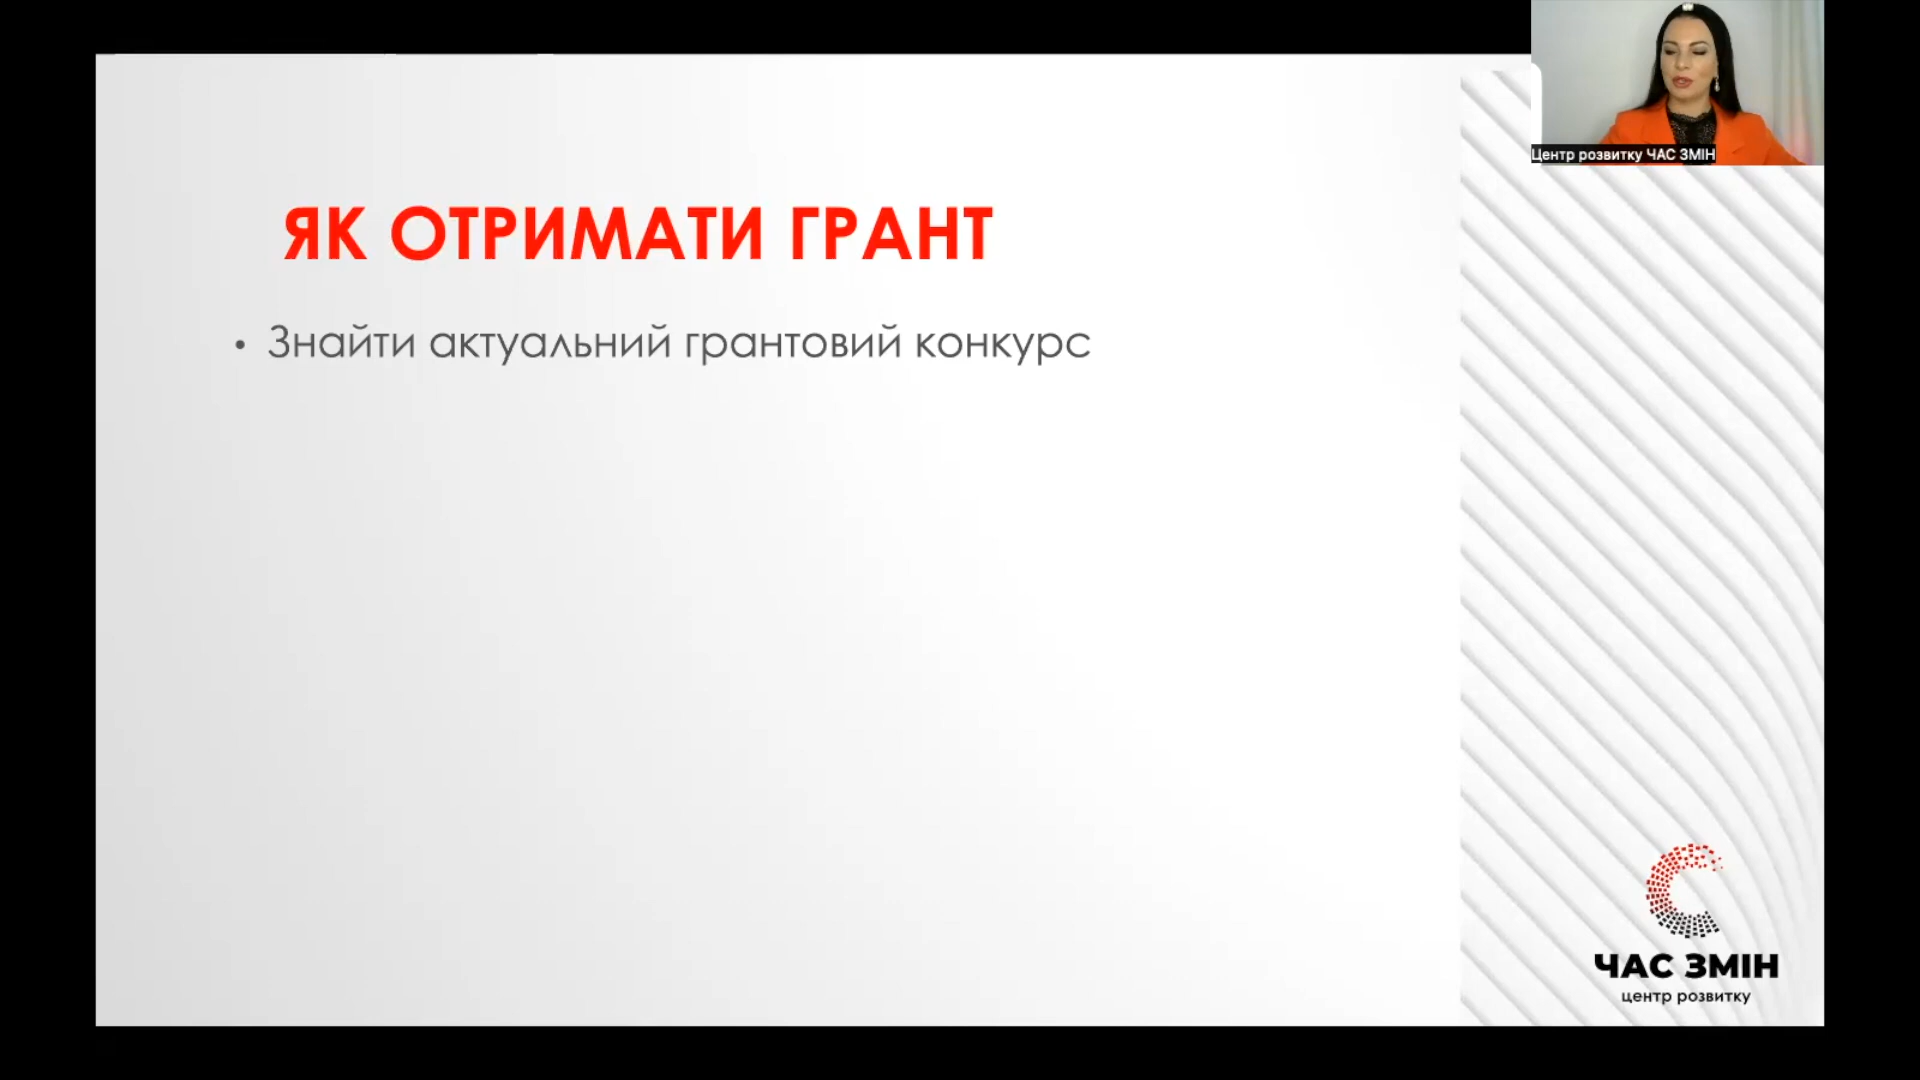 Центр розвитку ЧАС ЗМІН
ЯК ОТРИМАТИ ГРАНТ
• Знайти актуальний грантовий конкурс
ЧАС ЗМІН
центр розвитку